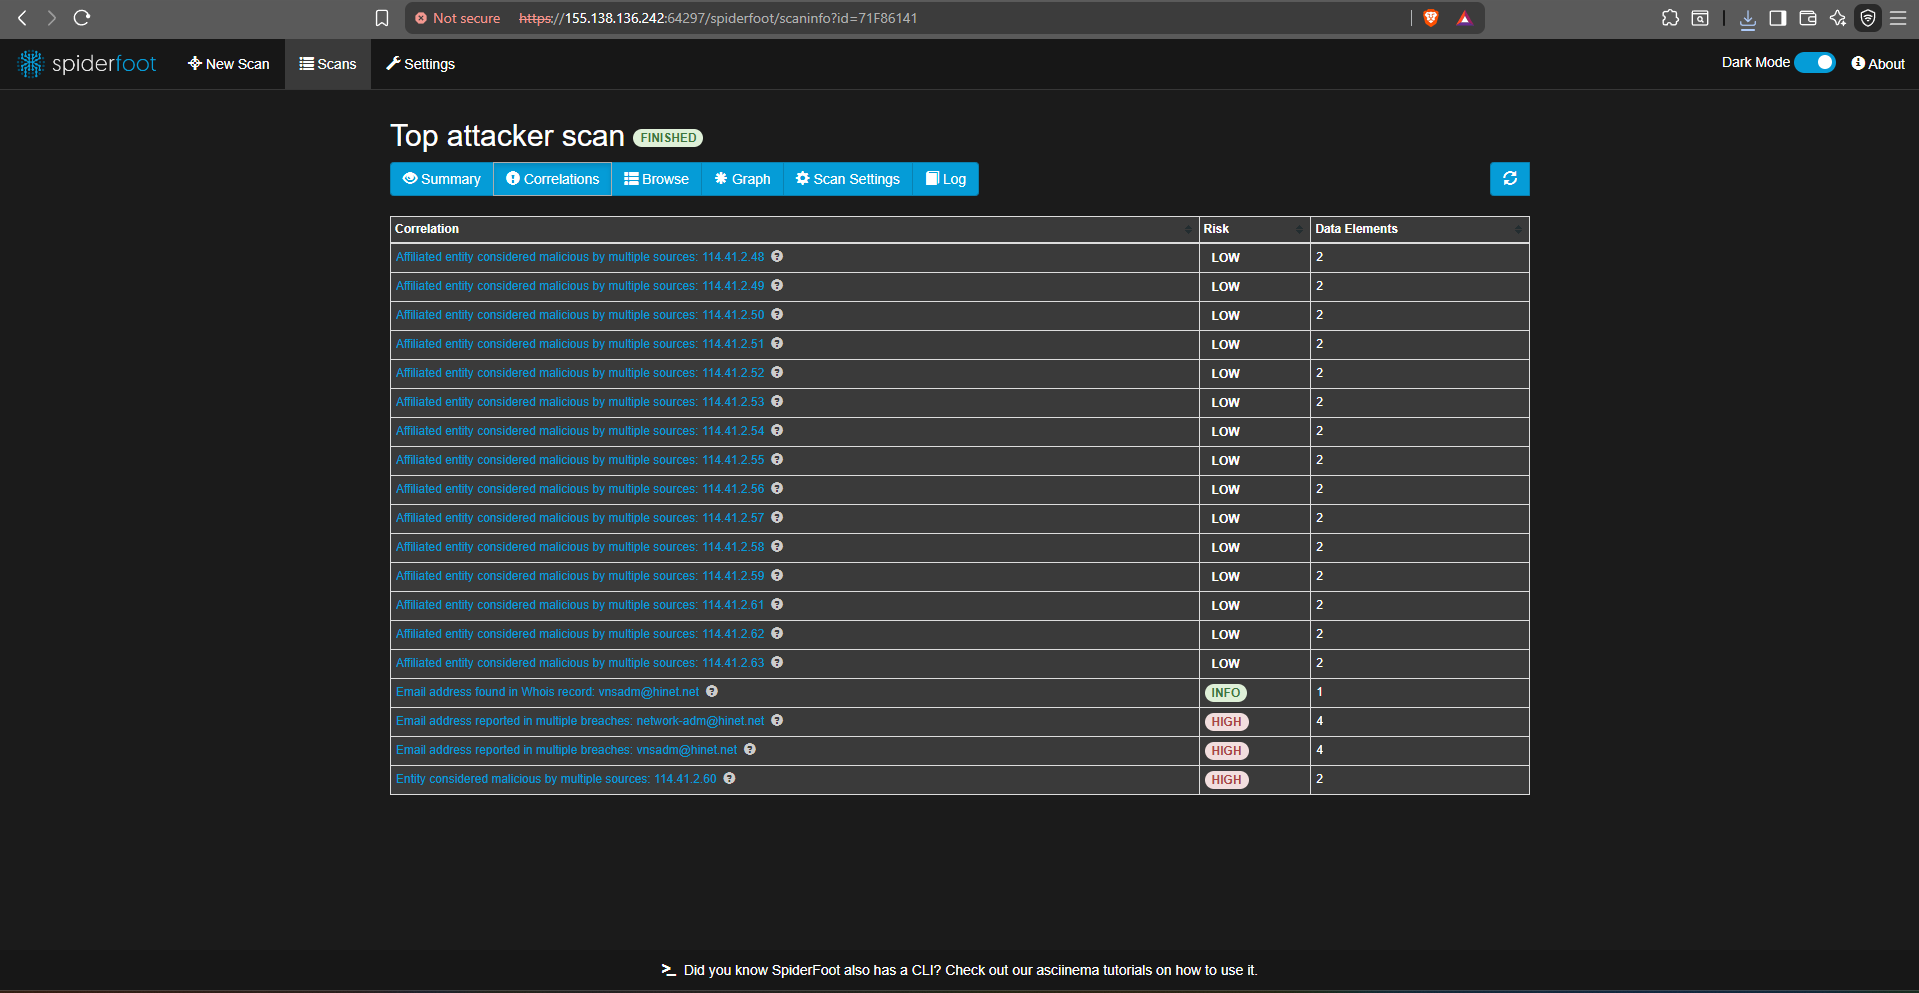 Not secure https://155.138.136.242:64297/spiderfoot/scaninfo?id=71F86141
spiderfoot New Scan Scans Settings Dark Mode About
Top attacker scan FINISHED
Summary Correlations Browse Graph Scan Settings Log
Correlation Risk Data Elements
Affiliated entity considered malicious by multiple sources: 114.41.2.48 LOW 2
Affiliated entity considered malicious by multiple sources: 114.41.2.49 LOW 2
Affiliated entity considered malicious by multiple sources: 114.41.2.50 LOW 2
Affiliated entity considered malicious by multiple sources: 114.41.2.51 LOW 2
Affiliated entity considered malicious by multiple sources: 114.41.2.52 LOW 2
Affiliated entity considered malicious by multiple sources: 114.41.2.53 LOW 2
Affiliated entity considered malicious by multiple sources: 114.41.2.54 LOW 2
Affiliated entity considered malicious by multiple sources: 114.41.2.55 LOW 2
Affiliated entity considered malicious by multiple sources: 114.41.2.56 LOW 2
Affiliated entity considered malicious by multiple sources: 114.41.2.57 LOW 2
Affiliated entity considered malicious by multiple sources: 114.41.2.58 LOW 2
Affiliated entity considered malicious by multiple sources: 114.41.2.59 LOW 2
Affiliated entity considered malicious by multiple sources: 114.41.2.61 LOW 2
Affiliated entity considered malicious by multiple sources: 114.41.2.62 LOW 2
Affiliated entity considered malicious by multiple sources: 114.41.2.63 LOW 2
Email address found in Whois record: vnsadm@hinet.net INFO 1
Email address reported in multiple breaches: network-adm@hinet.net HIGH 4
Email address reported in multiple breaches: vnsadm@hinet.net HIGH 4
Entity considered malicious by multiple sources: 114.41.2.60 HIGH 2
Did you know SpiderFoot also has a CLI? Check out our asciinema tutorials on how to use it.